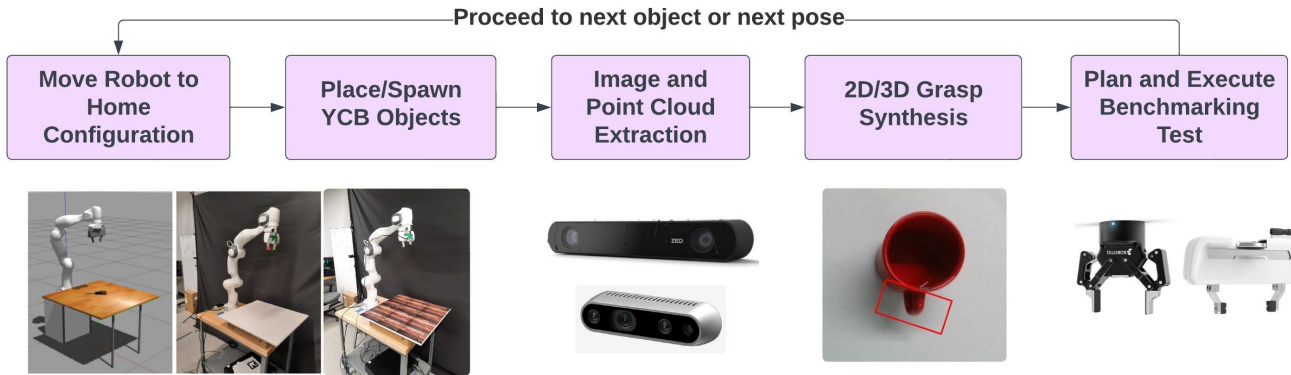 Proceed to next object or next pose
Move Robot to
Home
Configuration
Place/Spawn
YCB Objects
Image and
Point Cloud
Extraction
2D/3D Grasp
Synthesis
Plan and Execute
Benchmarking
Test
ZED
ROBOTIQ